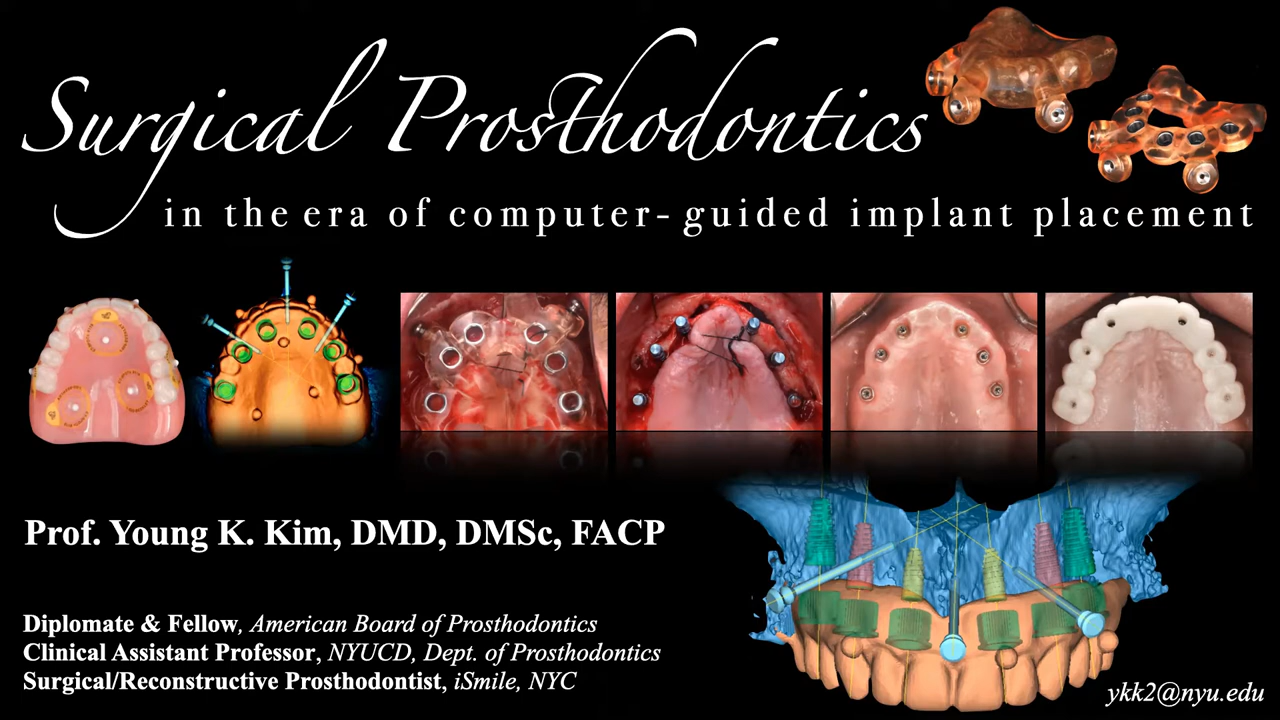 Surgical Prosthodontics
in the era of computer-guided implant placement
Prof. Young K. Kim, DMD, DMSc, FACP
Diplomate & Fellow, American Board of Prosthodontics
Clinical Assistant Professor, NYUCD, Dept. of Prosthodontics
Surgical/Reconstructive Prosthodontist, iSmile, NYC
ykk2@nyu.edu